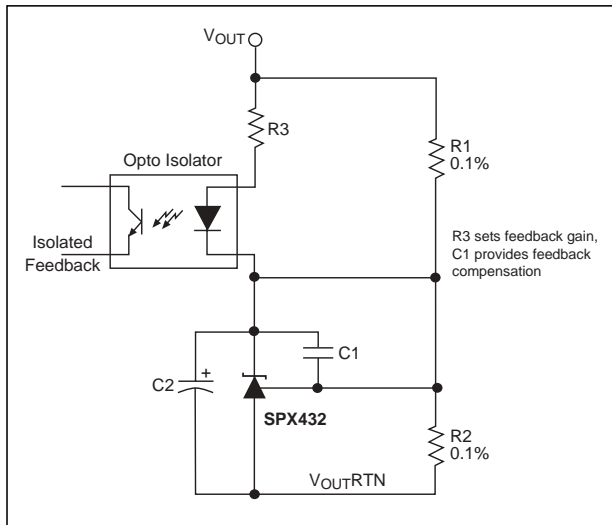 VOUT
R3
R1
0.1%
Opto Isolator
Isolated
Feedback
R3 sets feedback gain,
C1 provides feedback
compensation
C1
C2
+
SPX432
R2
0.1%
VOUTRTN